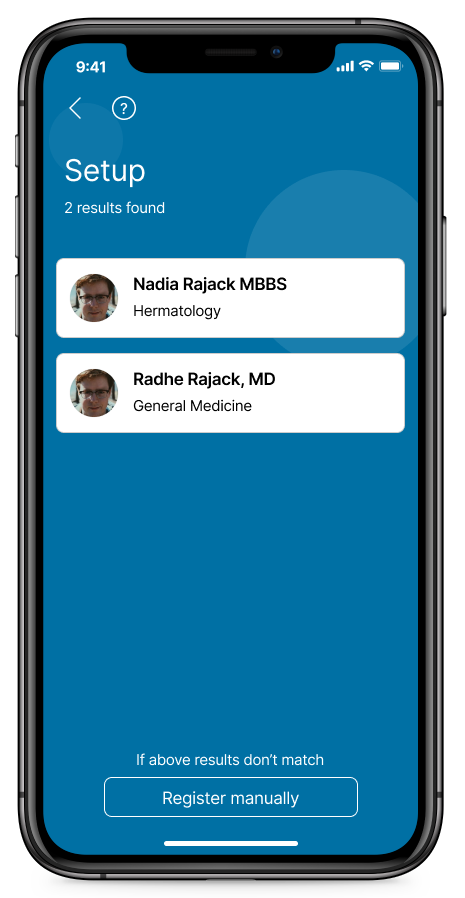 9:41
?
Setup
2 results found
Nadia Rajack MBBS
Hermatology
Radhe Rajack, MD
General Medicine
If above results don’t match
Register manually